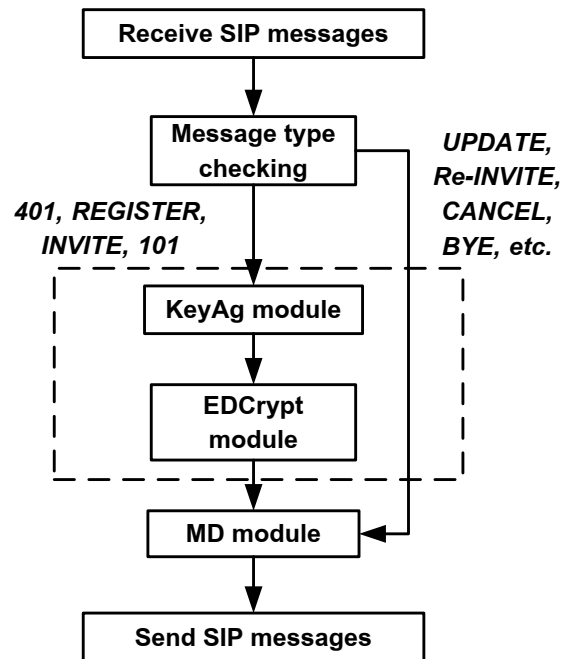 Receive SIP messages
Message type
checking
UPDATE,
Re-INVITE,
CANCEL,
BYE, etc.
401, REGISTER,
INVITE, 101
KeyAg module
EDCrypt
module
MD module
Send SIP messages